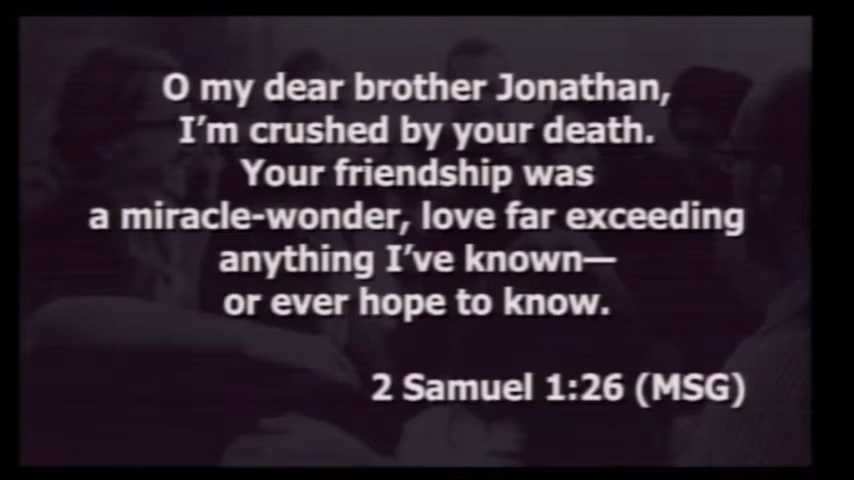 O my dear brother Jonathan,
I'm crushed by your death.
Your friendship was
a miracle-wonder, love far exceeding
anything I've known—
or ever hope to know.
2 Samuel 1:26 (MSG)